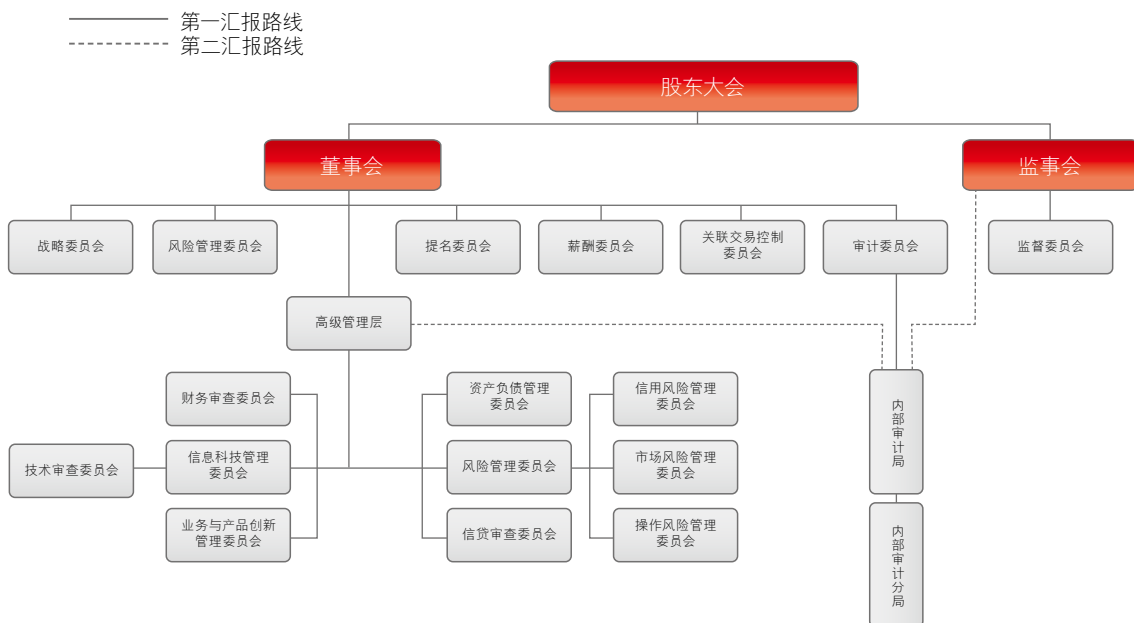 第一汇报路线
第二汇报路线
股东大会
董事会
监事会
战略委员会
风险管理委员会
提名委员会
薪酬委员会
关联交易控制
委员会
审计委员会
监督委员会
高级管理层
财务审查委员会
资产负债管理
委员会
信用风险管理
委员会
技术审查委员会
信息科技管理
委员会
风险管理委员会
市场风险管理
委员会
业务与产品创新
管理委员会
信贷审查委员会
操作风险管理
委员会
内部审计局
内部审计分局